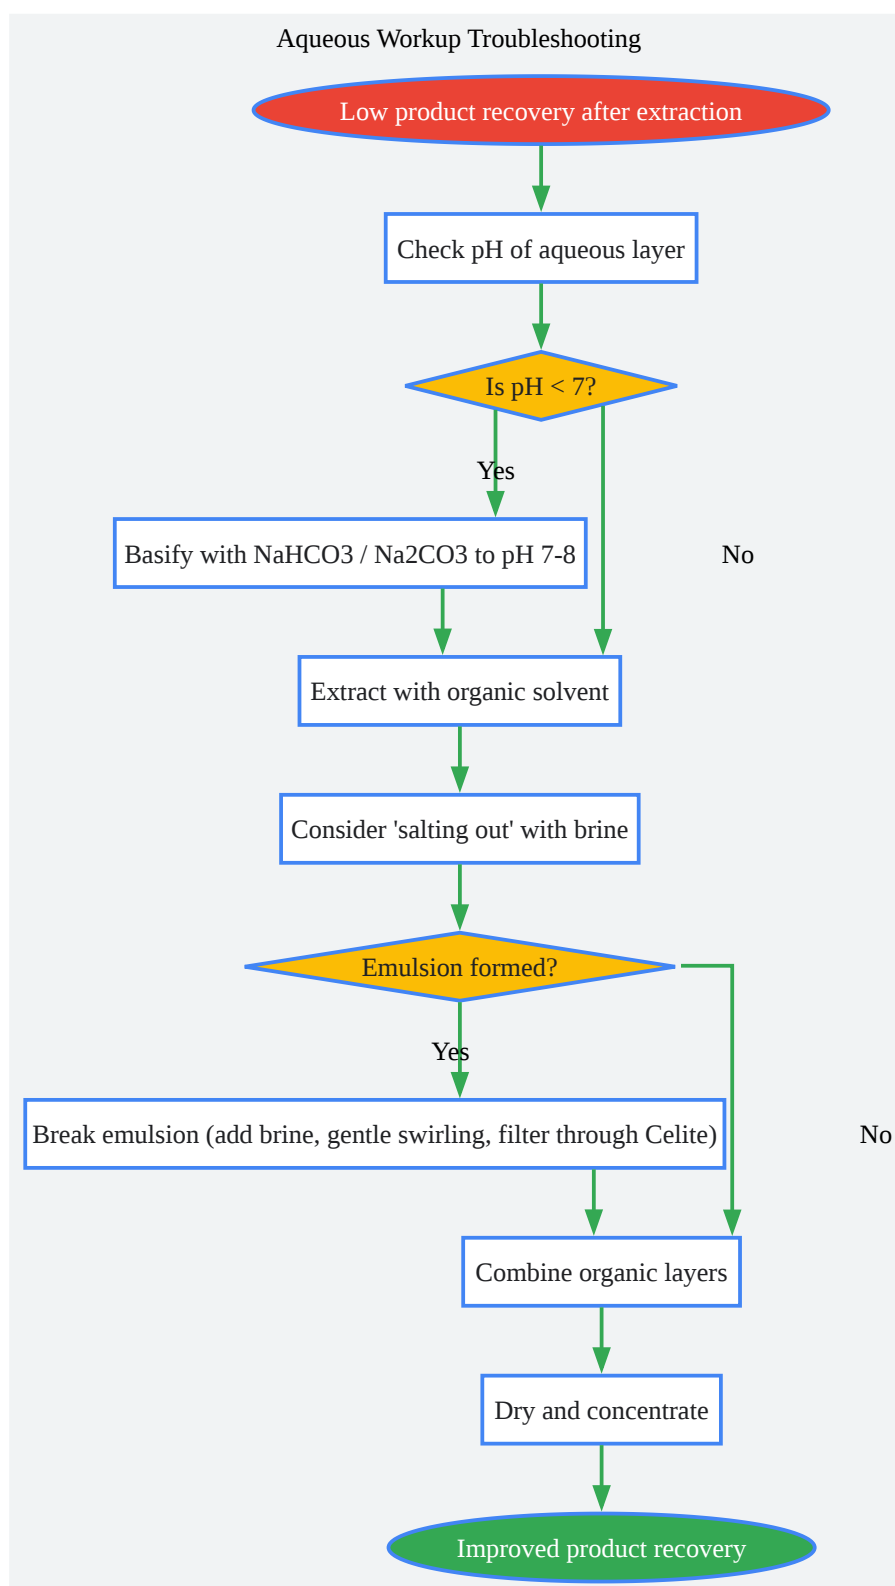 Aqueous Workup Troubleshooting
Low product recovery after extraction
Check pH of aqueous layer
Is pH < 7?
Yes
Basify with NaHCO3 / Na2CO3 to pH 7-8
No
Extract with organic solvent
Consider 'salting out' with brine
Emulsion formed?
Yes
Break emulsion (add brine, gentle swirling, filter through Celite)
No
Combine organic layers
Dry and concentrate
Improved product recovery